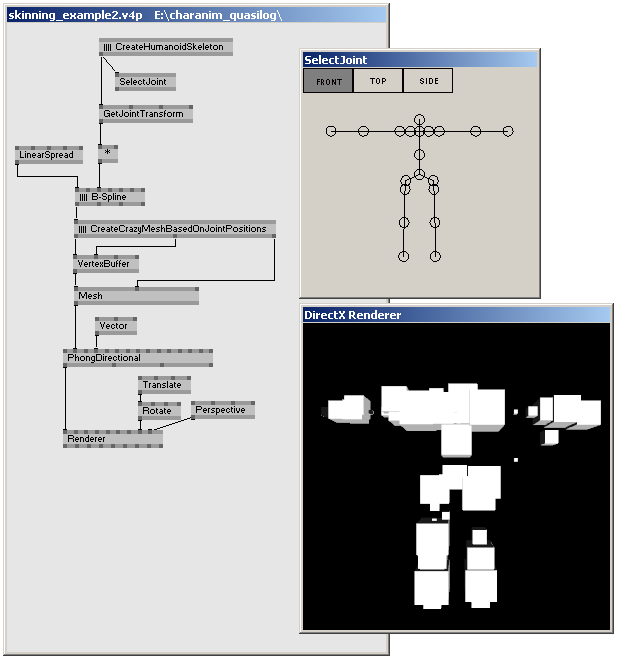 skinning_example2.v4p E:\charanim_quasilog\
CreateHumanoidSkeleton
SelectJoint
GetJointTransform
LinearSpread
*
B-Spline
CreateCrazyMeshBasedOnJointPositions
VertexBuffer
Mesh
Vector
PhongDirectional
Translate
Rotate
Perspective
Renderer
SelectJoint
FRONT TOP SIDE
DirectX Renderer